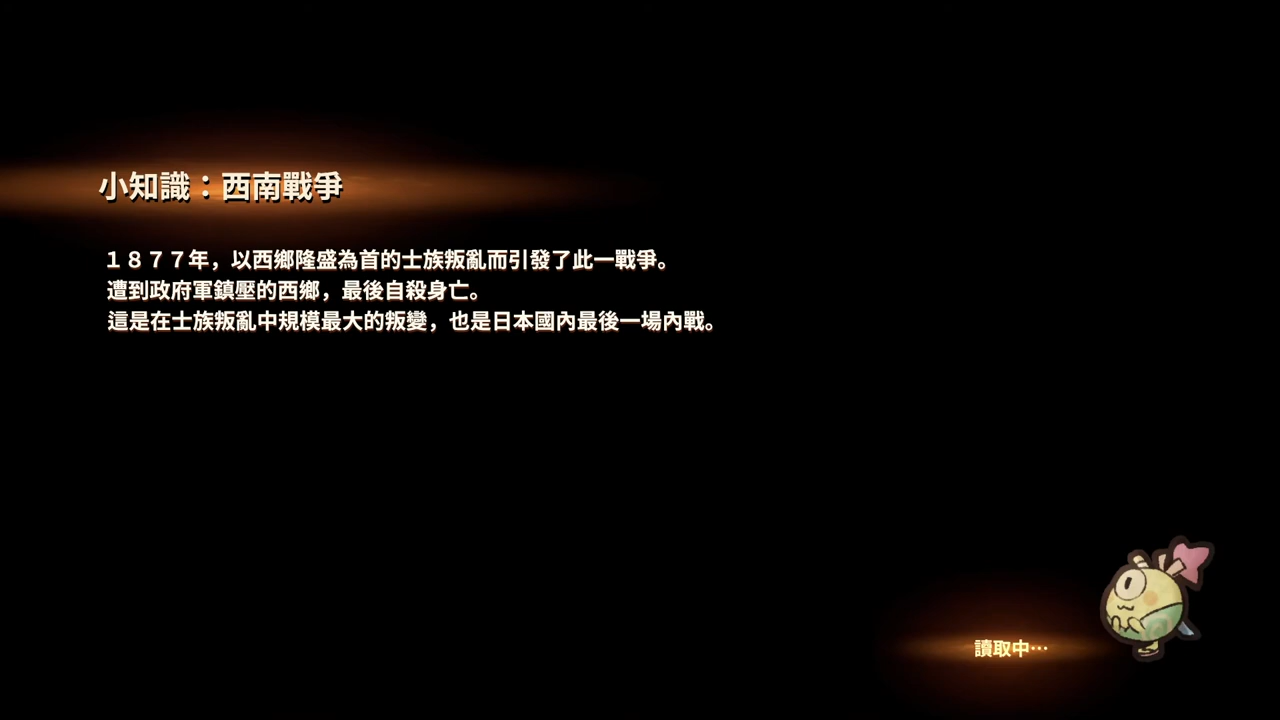 小知識：西南戰爭
１８７７年，以西鄉隆盛為首的士族叛亂而引發了此一戰爭。
遭到政府軍鎮壓的西鄉，最後自殺身亡。
這是在士族叛亂中規模最大的叛變，也是日本國內最後一場內戰。
讀取中⋯